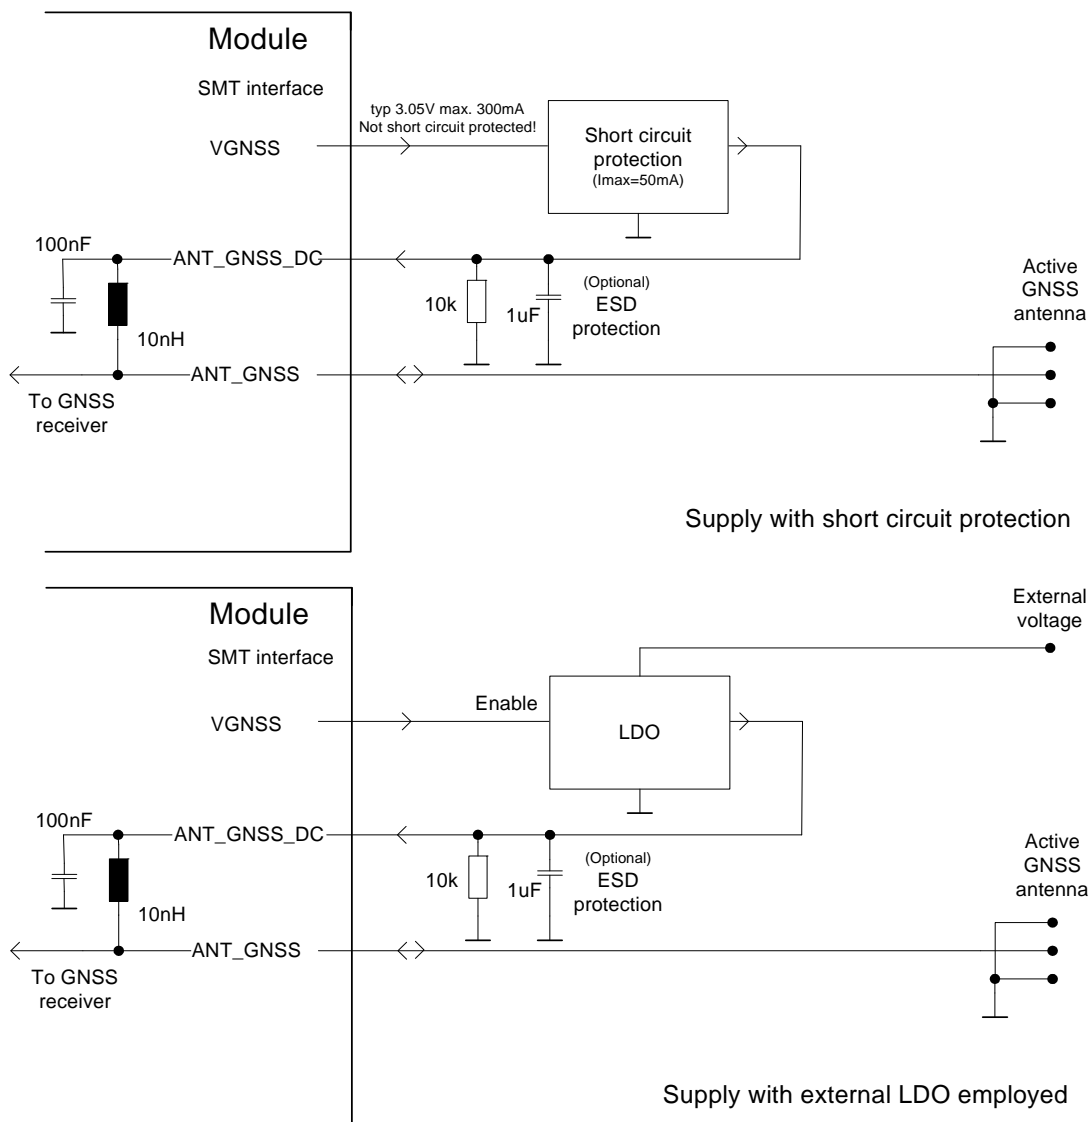 Module
SMT interface
typ 3.05V max. 300mA
Not short circuit protected!
VGNSS
Short circuit
protection
(Imax=50mA)
100nF
ANT_GNSS_DC
10nH
10k
1uF
(Optional)
ESD
protection
Active
GNSS
antenna
ANT_GNSS
To GNSS
receiver
Supply with short circuit protection
Module
SMT interface
External
voltage
VGNSS
Enable
LDO
100nF
ANT_GNSS_DC
10nH
10k
1uF
(Optional)
ESD
protection
Active
GNSS
antenna
ANT_GNSS
To GNSS
receiver
Supply with external LDO employed